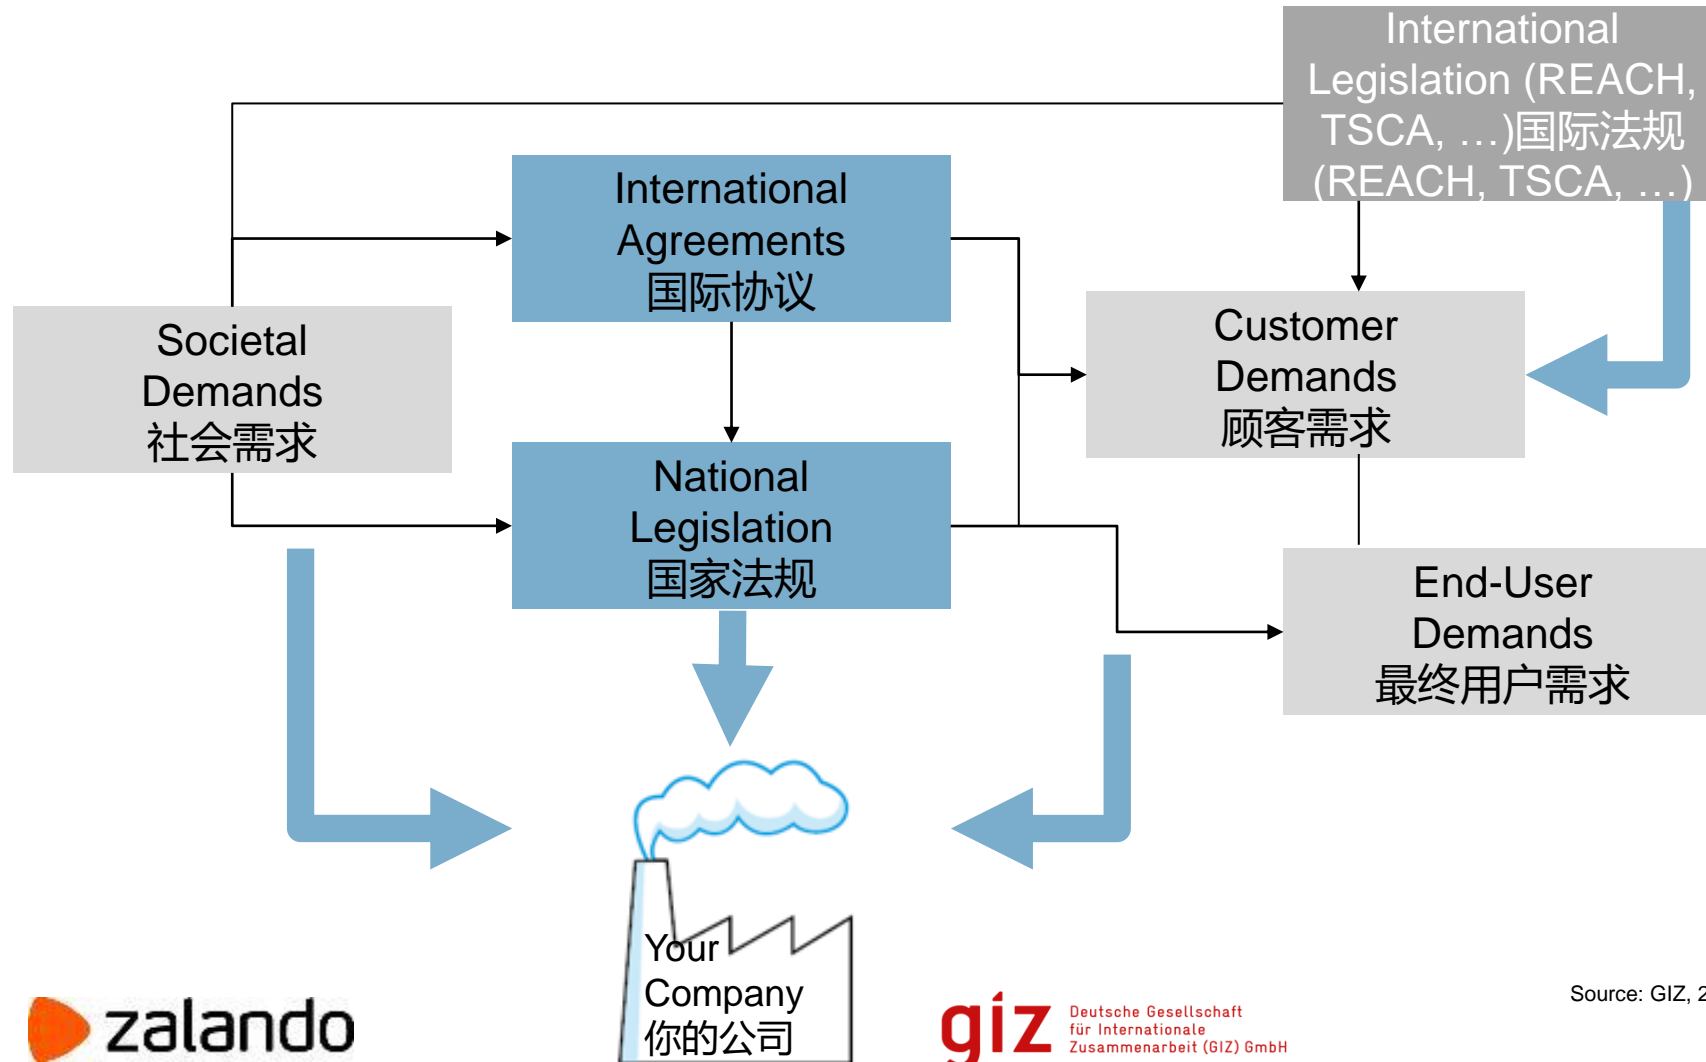 International
Legislation (REACH,
TSCA, …)国际法规
(REACH, TSCA, …)
International
Agreements
国际协议
Societal
Demands
社会需求
Customer
Demands
顾客需求
National
Legislation
国家法规
End-User
Demands
最终用户需求
Your
Company
你的公司
zalando
giz
Deutsche Gesellschaft
für Internationale
Zusammenarbeit (GIZ) GmbH
Source: GIZ, 2